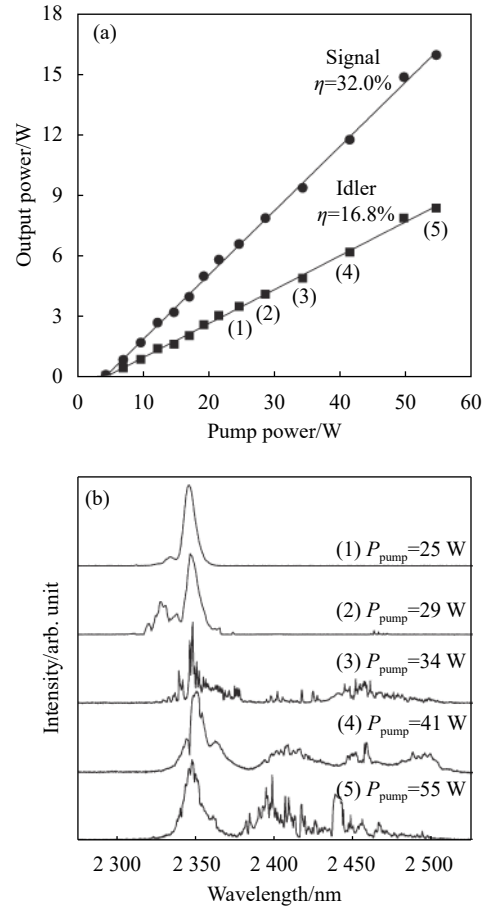 18
(a)
Signal
η=32.0%
15
12
Output power/W
9
Idler
η=16.8%
6
(5)
(4)
(3)
3
(2)
(1)
0
0 10 20 30 40 50 60
Pump power/W
(b)
(1) Ppump=25 W
(2) Ppump=29 W
Intensity/arb. unit
(3) Ppump=34 W
(4) Ppump=41 W
(5) Ppump=55 W
2 300 2 350 2 400 2 450 2 500
Wavelength/nm